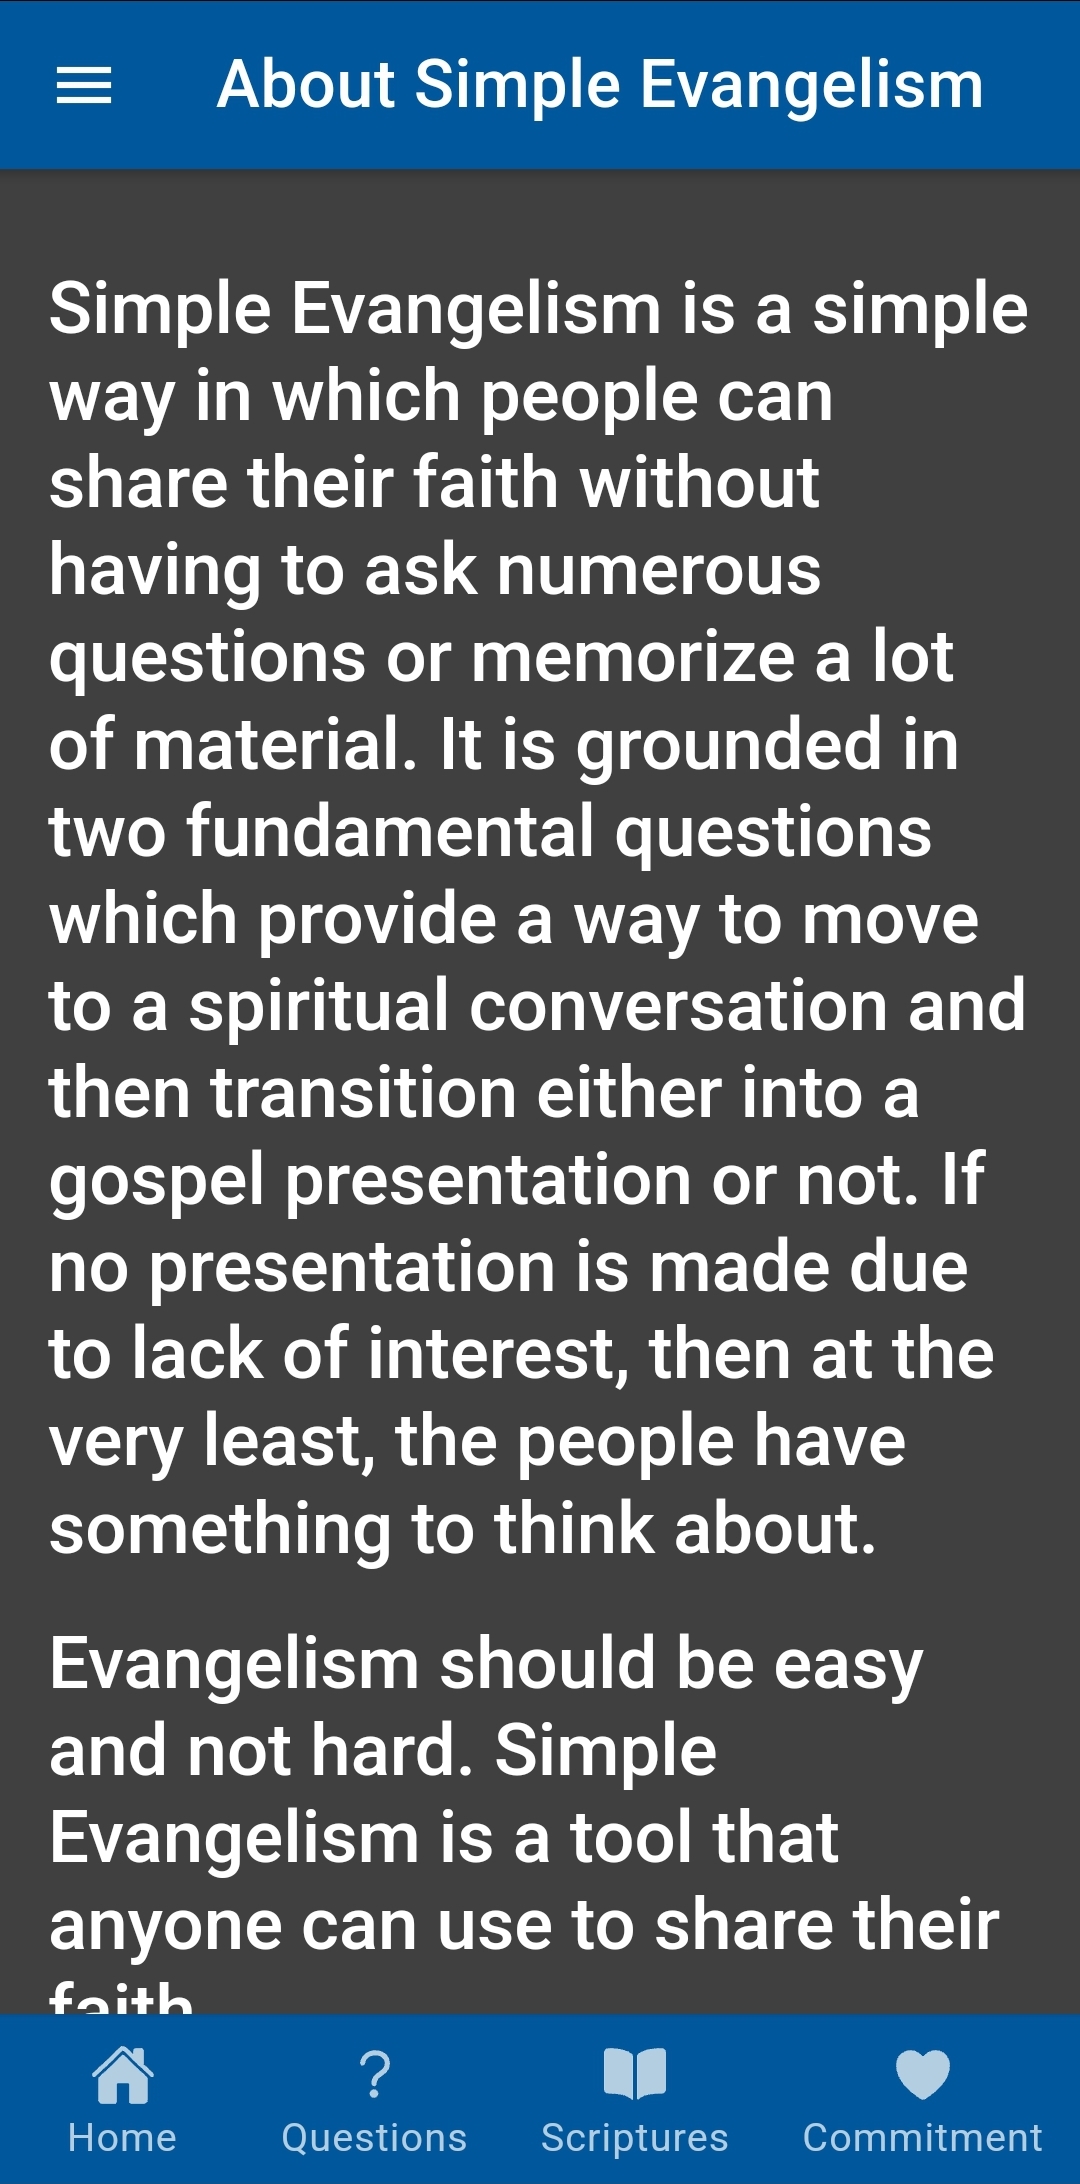 About Simple Evangelism
Simple Evangelism is a simple
way in which people can
share their faith without
having to ask numerous
questions or memorize a lot
of material. It is grounded in
two fundamental questions
which provide a way to move
to a spiritual conversation and
then transition either into a
gospel presentation or not. If
no presentation is made due
to lack of interest, then at the
very least, the people have
something to think about.
Evangelism should be easy
and not hard. Simple
Evangelism is a tool that
anyone can use to share their
faith
Home
Questions
Scriptures
Commitment